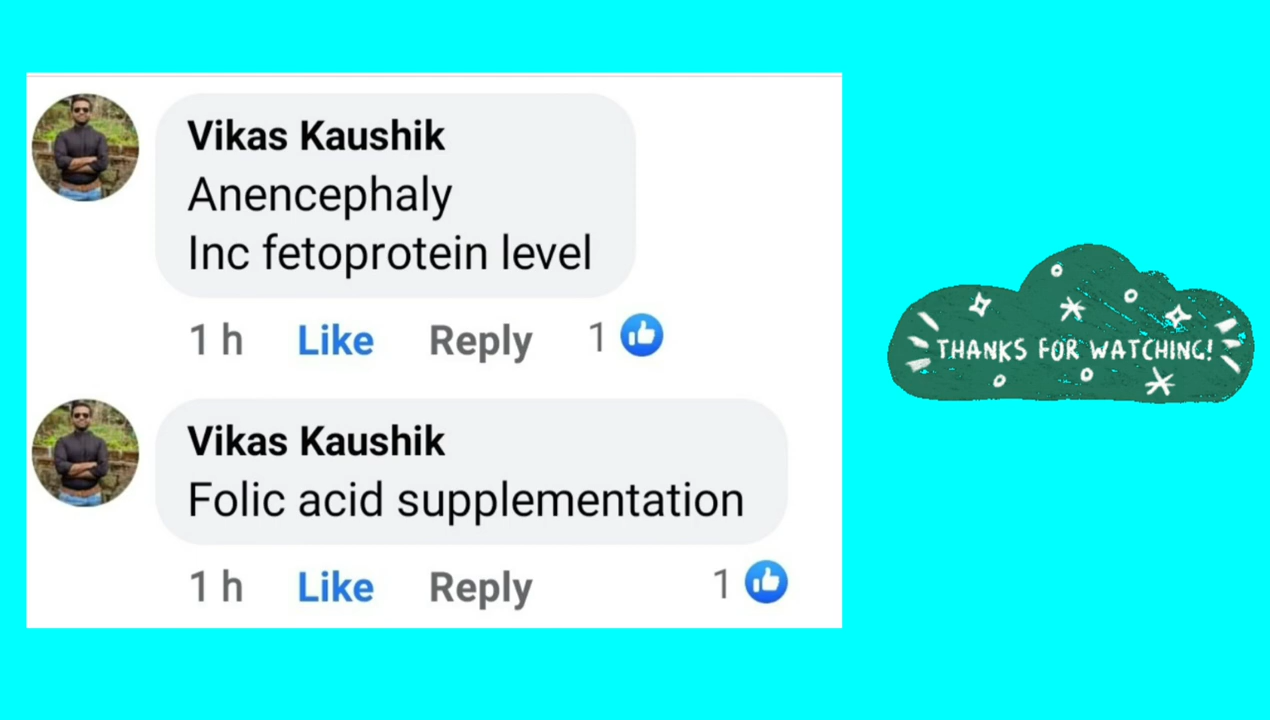 Vikas Kaushik
Anencephaly
Inc fetoprotein level
1 h Like Reply 1
Vikas Kaushik
Folic acid supplementation
1 h Like Reply 1
THANKS FOR WATCHING!